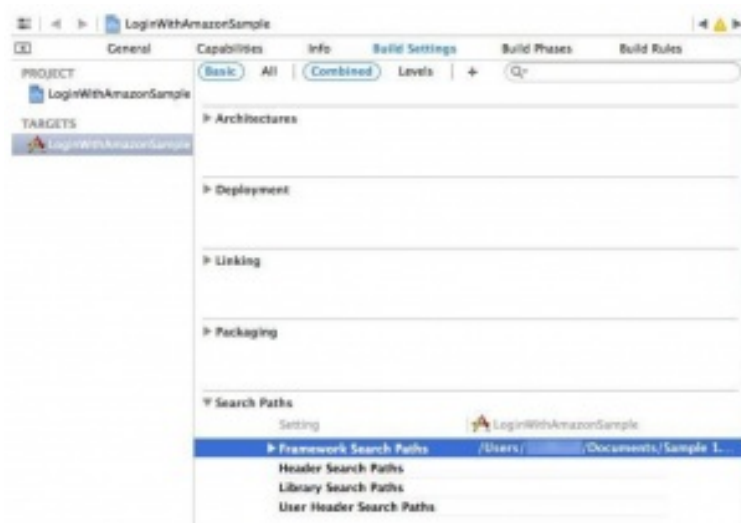 LoginWithAmazonSample
General Capabilities Info Build Settings Build Phases Build Rules
PROJECT
Basic All Combined Levels +
LoginWithAmazonSample
TARGETS
LoginWithAmazonSample
Architectures
Deployment
Linking
Packaging
Search Paths
Setting LoginWithAmazonSample
Framework Search Paths /Users/ /Documents/Sample 1...
Header Search Paths
Library Search Paths
User Header Search Paths